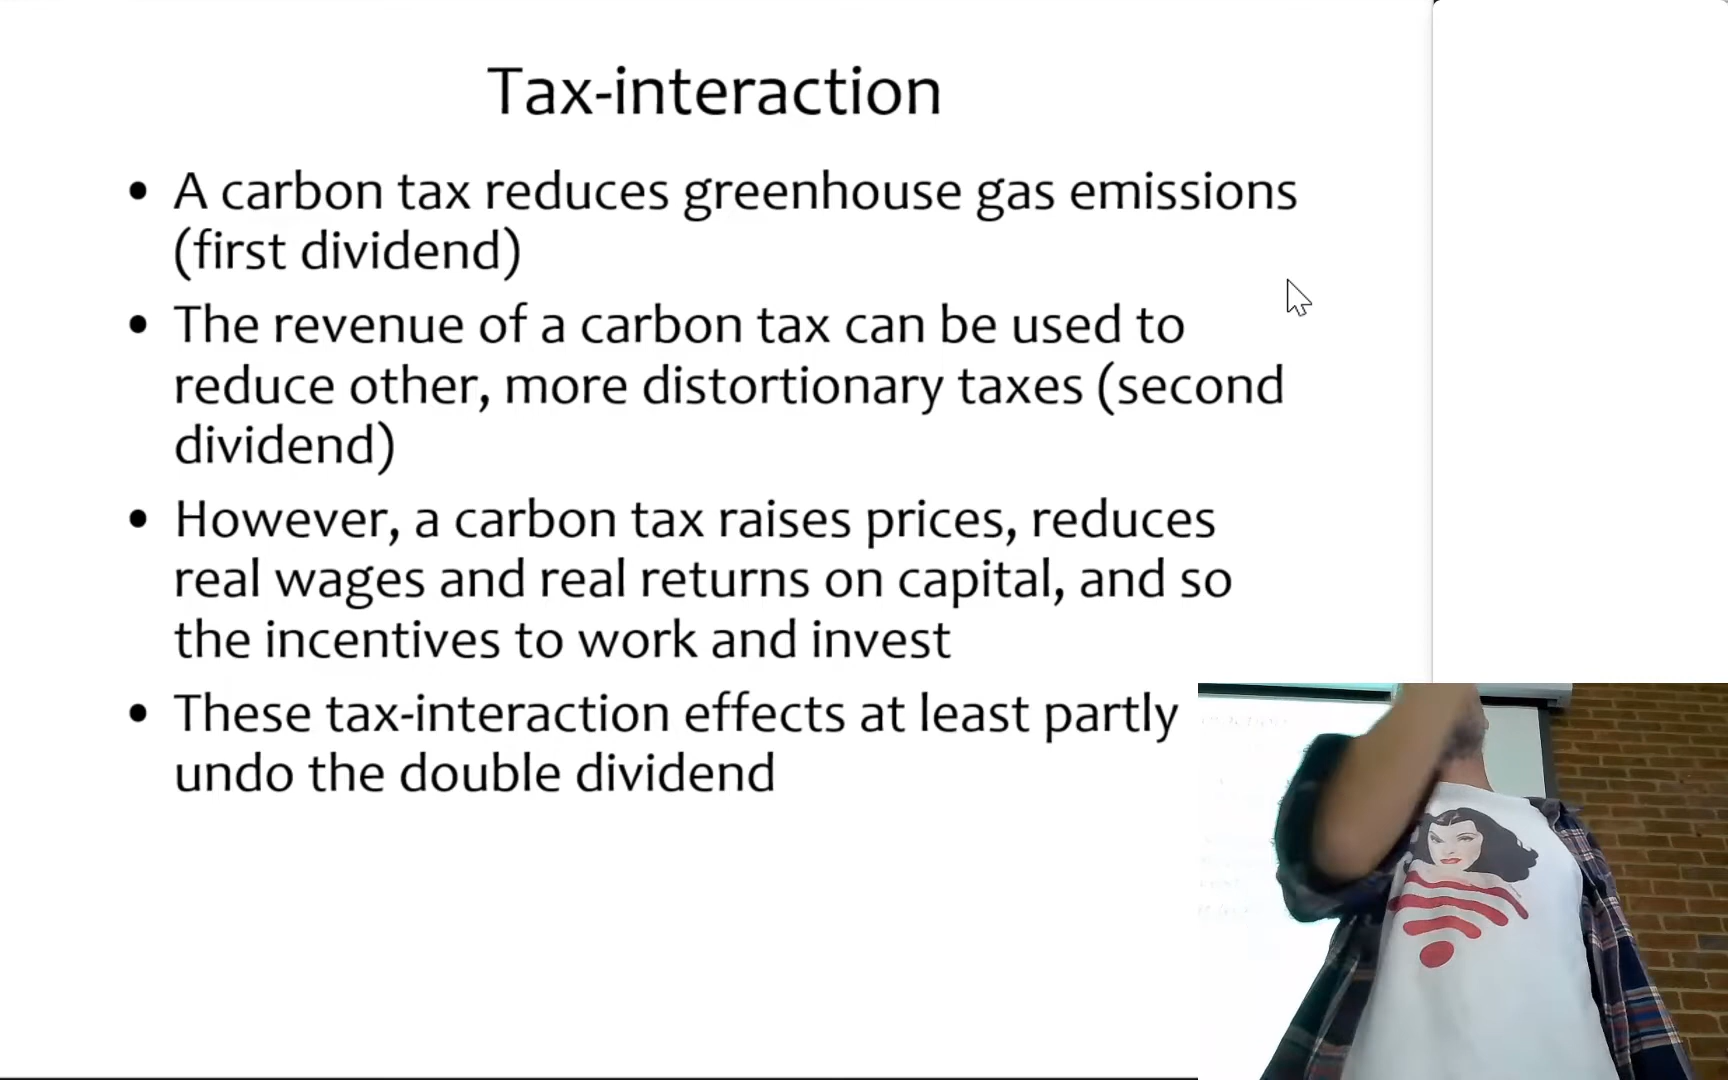 Tax-interaction
• A carbon tax reduces greenhouse gas emissions
(first dividend)
• The revenue of a carbon tax can be used to
reduce other, more distortionary taxes (second
dividend)
• However, a carbon tax raises prices, reduces
real wages and real returns on capital, and so
the incentives to work and invest
• These tax-interaction effects at least partly
undo the double dividend